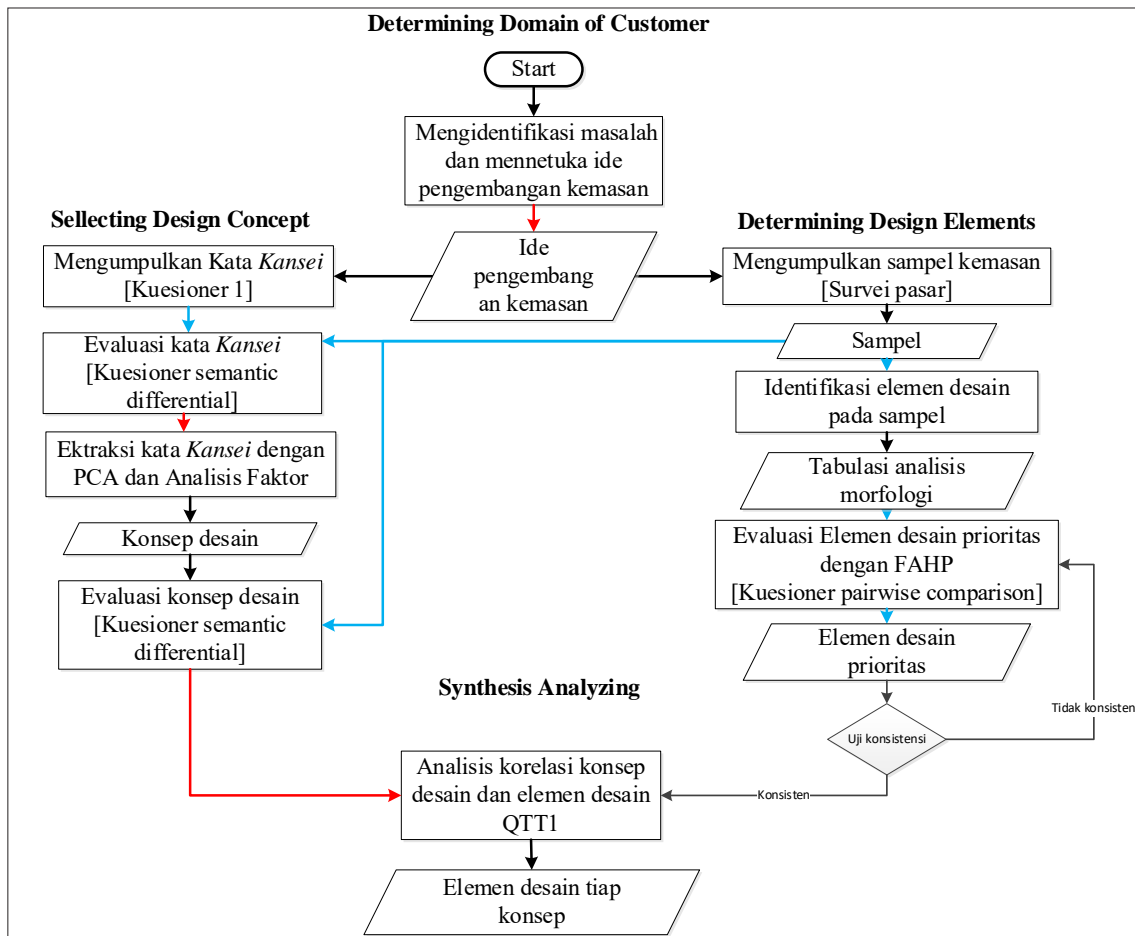 Determining Domain of Customer
Start
Mengidentifikasi masalah
dan mennetuka ide
pengembangan kemasan
Ide
pengembang
an kemasan
Sellecting Design Concept
Mengumpulkan Kata Kansei
[Kuesioner 1]
Evaluasi kata Kansei
[Kuesioner semantic
differential]
Ektraksi kata Kansei dengan
PCA dan Analisis Faktor
Konsep desain
Evaluasi konsep desain
[Kuesioner semantic
differential]
Determining Design Elements
Mengumpulkan sampel kemasan
[Survei pasar]
Sampel
Identifikasi elemen desain
pada sampel
Tabulasi analisis
morfologi
Evaluasi Elemen desain prioritas
dengan FAHP
[Kuesioner pairwise comparison]
Elemen desain
prioritas
Uji konsistensi
Tidak konsisten
Konsisten
Synthesis Analyzing
Analisis korelasi konsep
desain dan elemen desain
QTT1
Elemen desain tiap
konsep